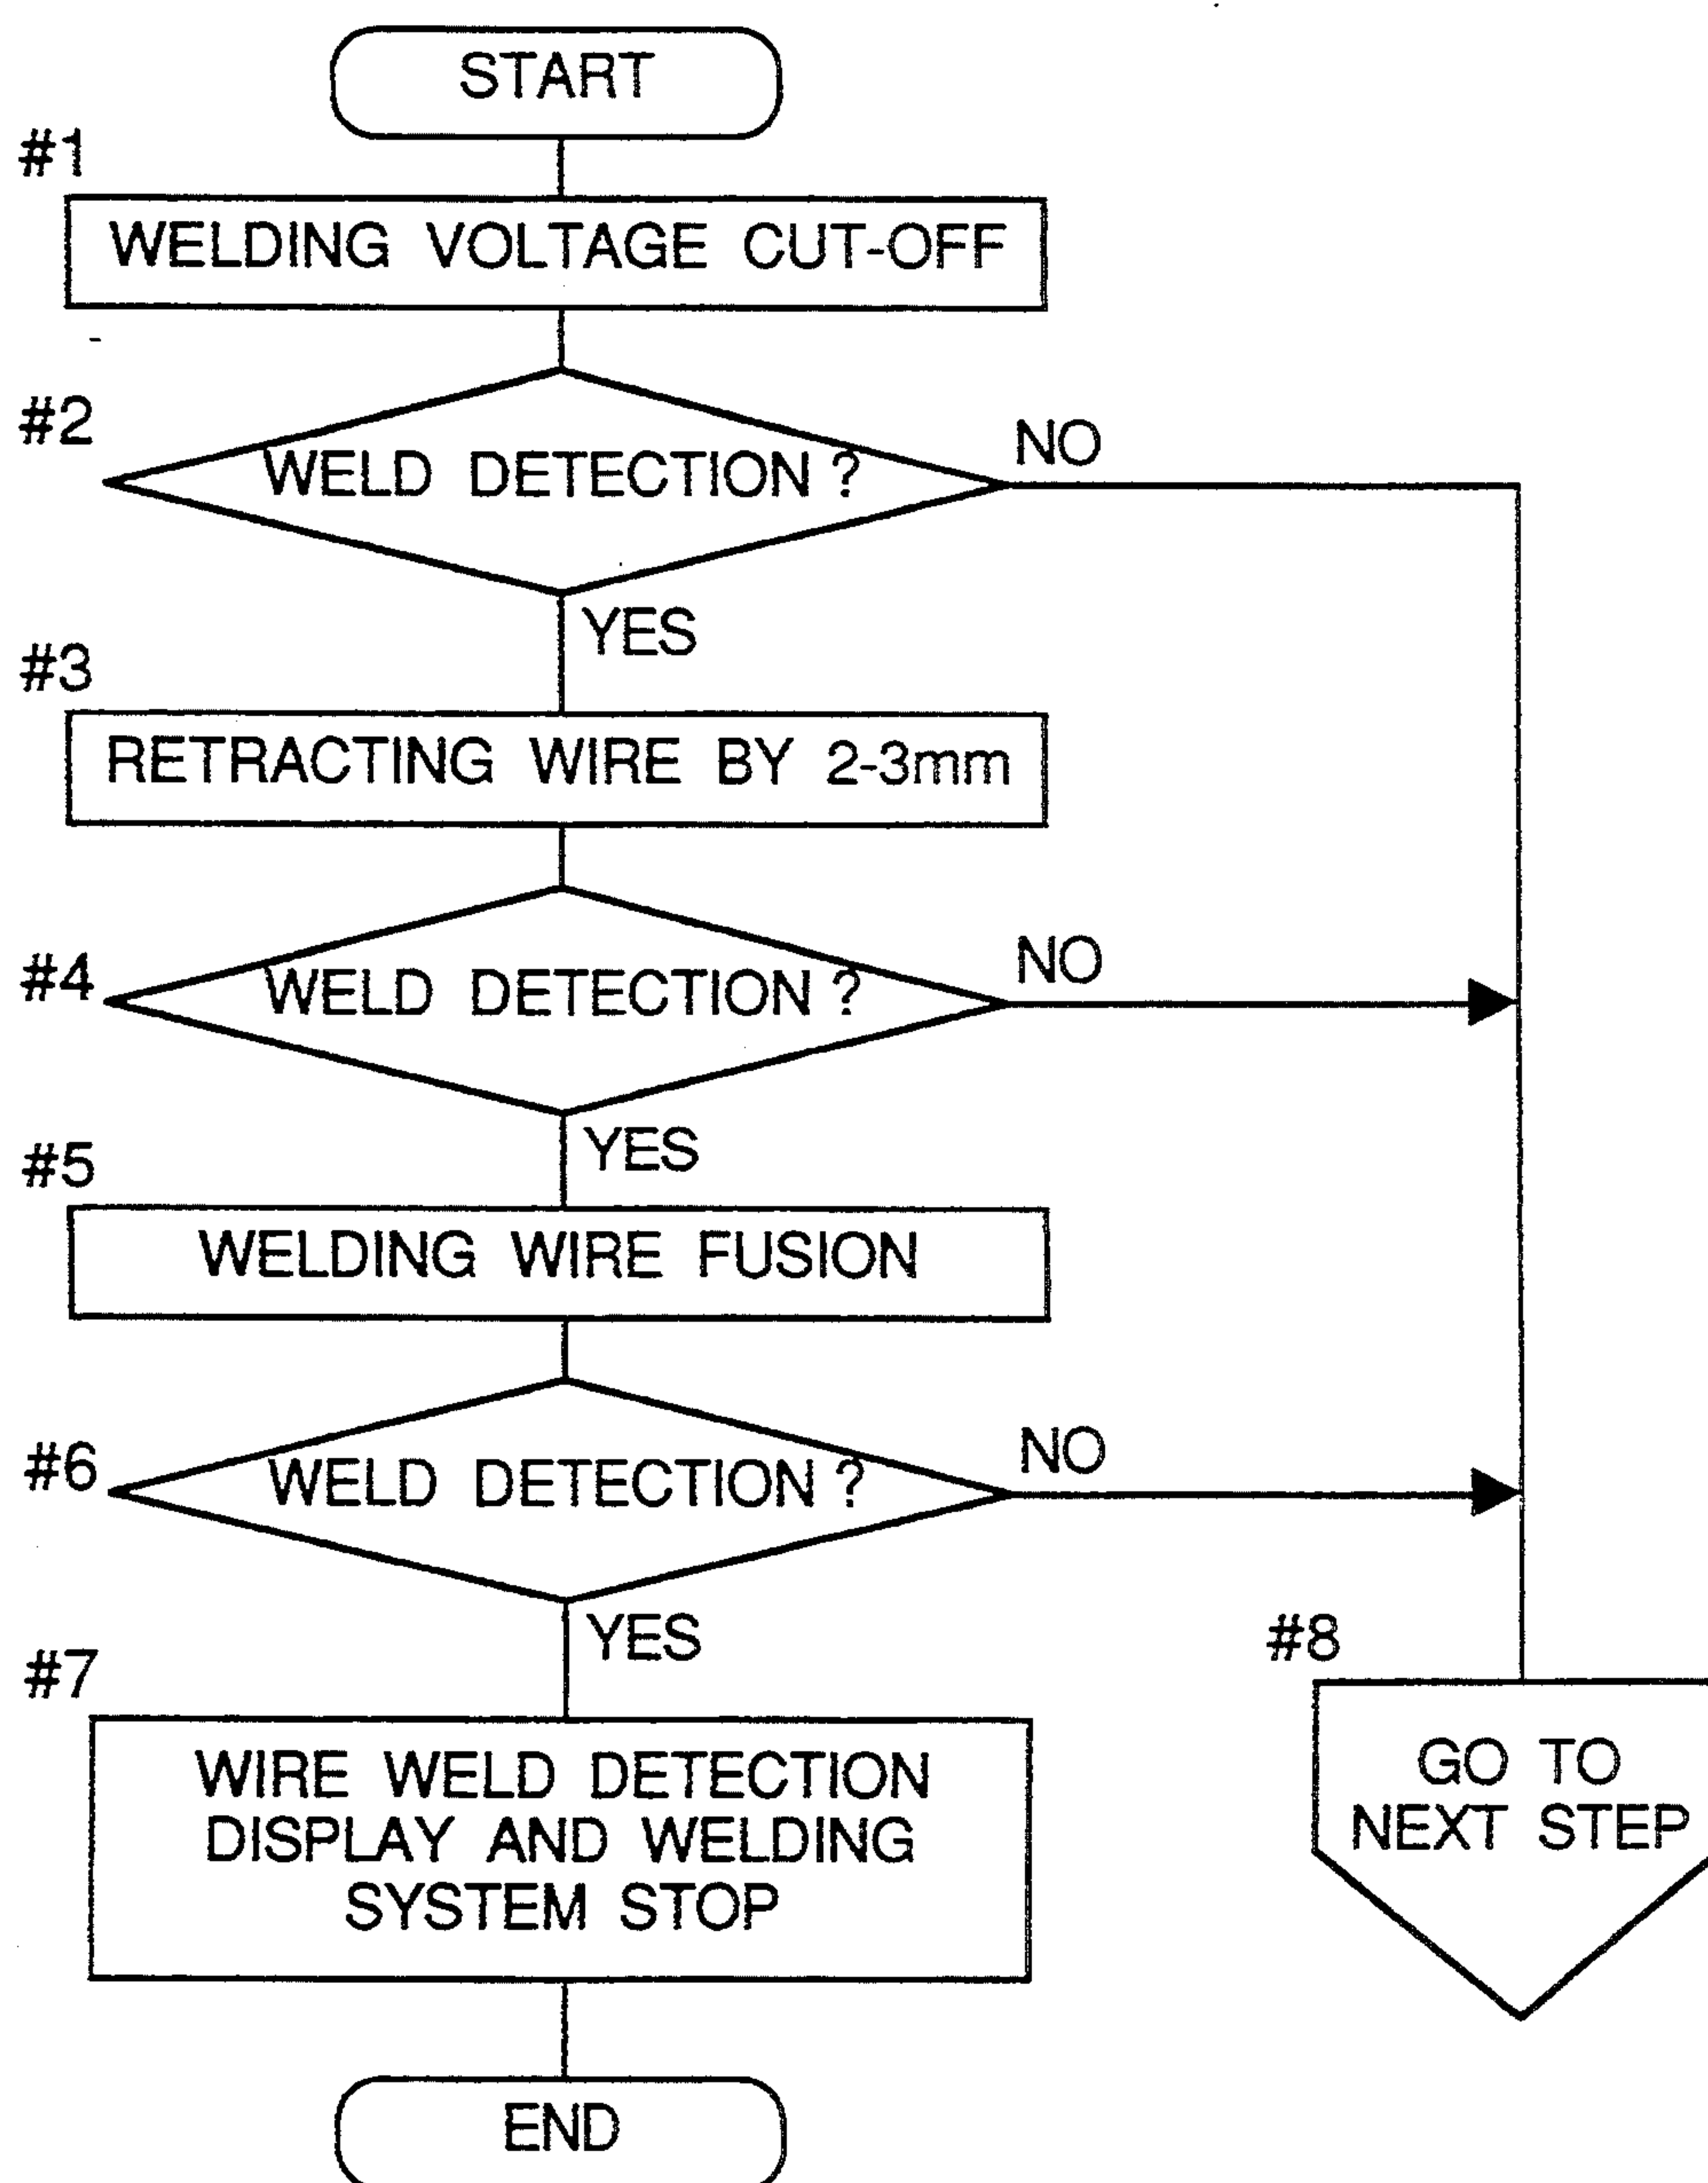 START
#1
WELDING VOLTAGE CUT-OFF
#2
WELD DETECTION ?
NO
YES
#3
RETRACTING WIRE BY 2-3mm
#4
WELD DETECTION ?
NO
YES
#5
WELDING WIRE FUSION
#6
WELD DETECTION ?
NO
YES
#7
WIRE WELD DETECTION
DISPLAY AND WELDING
SYSTEM STOP
#8
GO TO
NEXT STEP
END